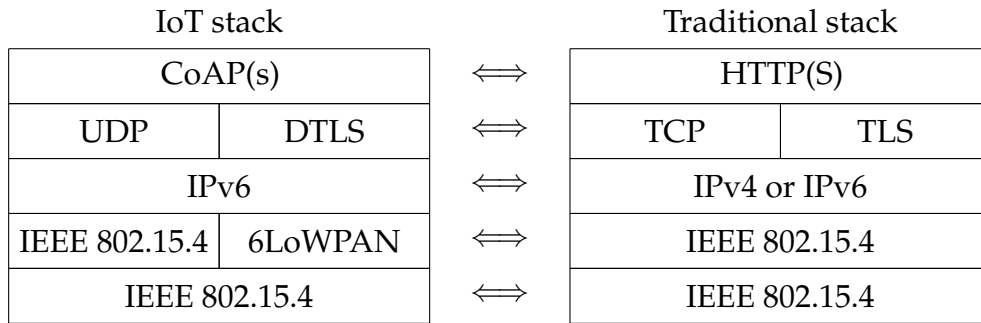 IoT stack Traditional stack
CoAP(s) ⟺ HTTP(S)
UDP DTLS ⟺ TCP TLS
IPv6 ⟺ IPv4 or IPv6
IEEE 802.15.4 6LoWPAN ⟺ IEEE 802.15.4
IEEE 802.15.4 ⟺ IEEE 802.15.4